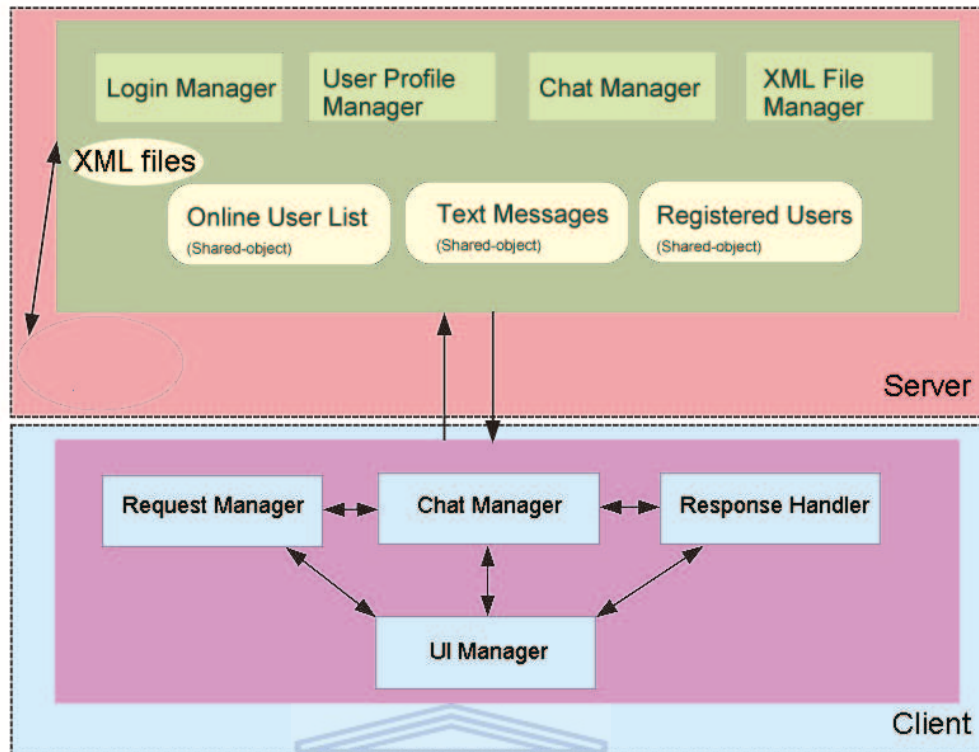 Login Manager
User Profile
Manager
Chat Manager
XML File
Manager
XML files
Online User List
(Shared-object)
Text Messages
(Shared-object)
Registered Users
(Shared-object)
Server
Request Manager
Chat Manager
Response Handler
UI Manager
Client